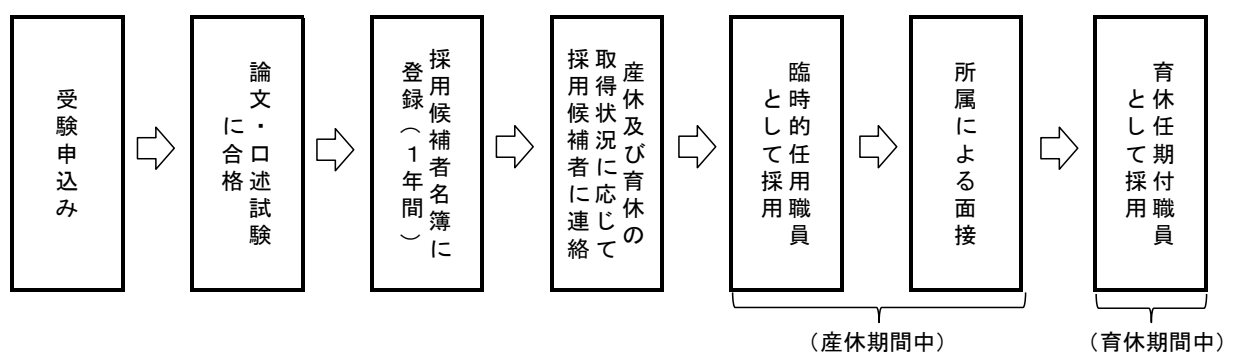 受験申込み
論文・口述試験
に合格
採用候補者名簿に
登録（１年間）
産休及び育休の
取得状況に応じて
採用候補者に連絡
臨時的任用職員
として採用
所属による面接
育休任期付職員
として採用
（産休期間中）
（育休期間中）